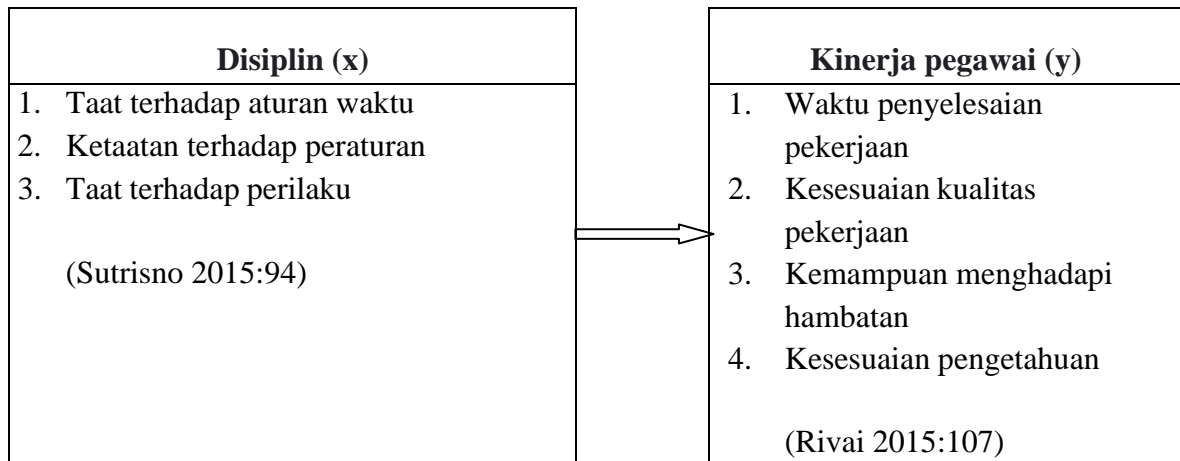 Disiplin (x)
1. Taat terhadap aturan waktu
2. Ketaatan terhadap peraturan
3. Taat terhadap perilaku
(Sutrisno 2015:94)
Kinerja pegawai (y)
1. Waktu penyelesaian
pekerjaan
2. Kesesuaian kualitas
pekerjaan
3. Kemampuan menghadapi
hambatan
4. Kesesuaian pengetahuan
(Rivai 2015:107)